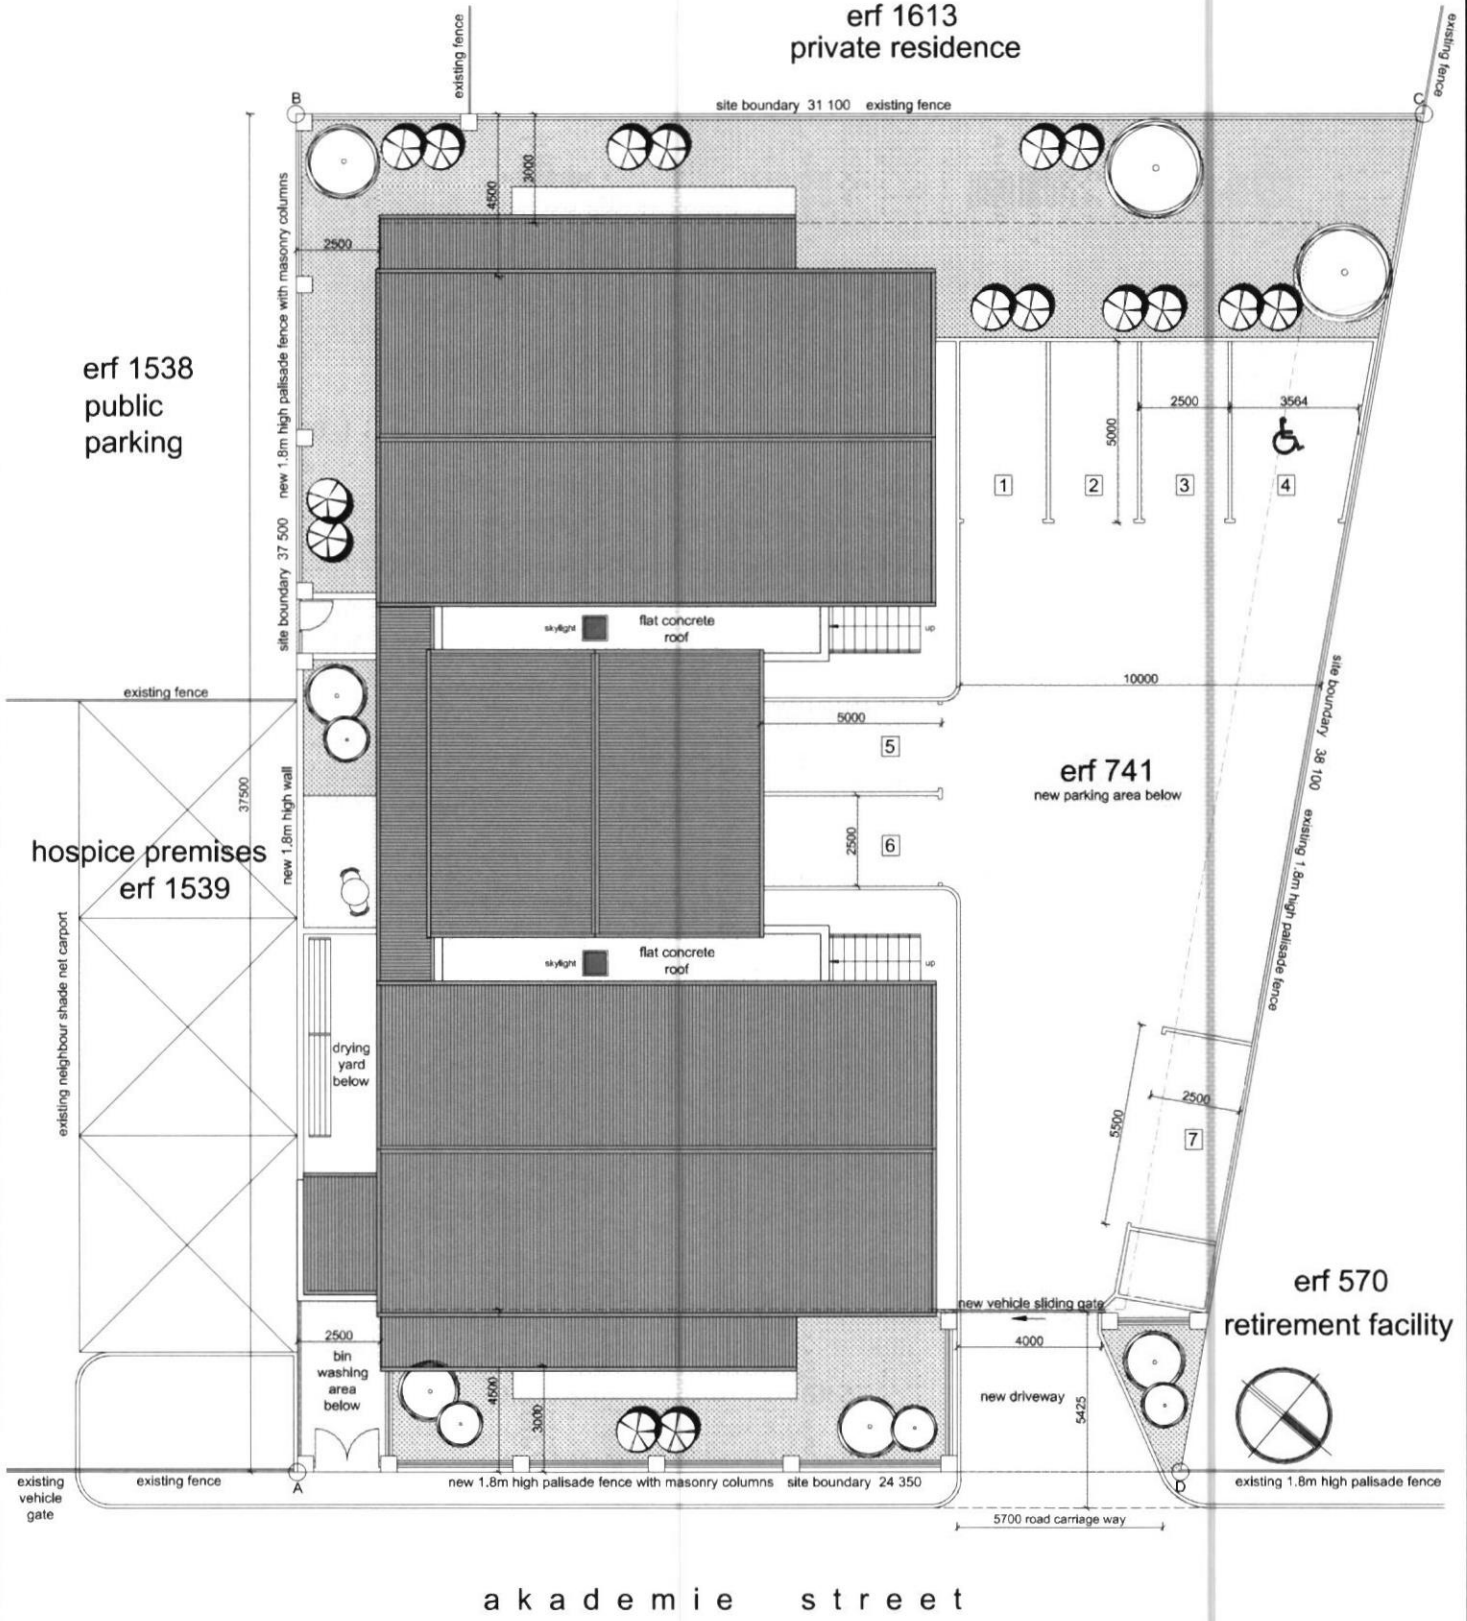 erf 1613
private residence
existing fence
existing fence
B
site boundary 31 100 existing fence
C
3000
4500
2500
new 1.8m high palisade fence with masonry columns
site boundary 37 500
erf 1538
public
parking
2500
3564
5000
1
2
3
4
skylight
flat concrete
roof
up
existing fence
10000
5000
5
site boundary 38 100 existing 1.8m high palisade fence
erf 741
new parking area below
37500
new 1.8m high wall
2500
6
hospice premises
erf 1539
existing neighbour shade net carport
skylight
flat concrete
roof
up
drying
yard
below
2500
5500
7
erf 570
retirement facility
new vehicle sliding gate
4000
2500
bin
washing
area
below
4500
3000
new driveway
5425
existing
vehicle
gate
existing fence
A
new 1.8m high palisade fence with masonry columns site boundary 24 350
D
existing 1.8m high palisade fence
5700 road carriage way
akademie street